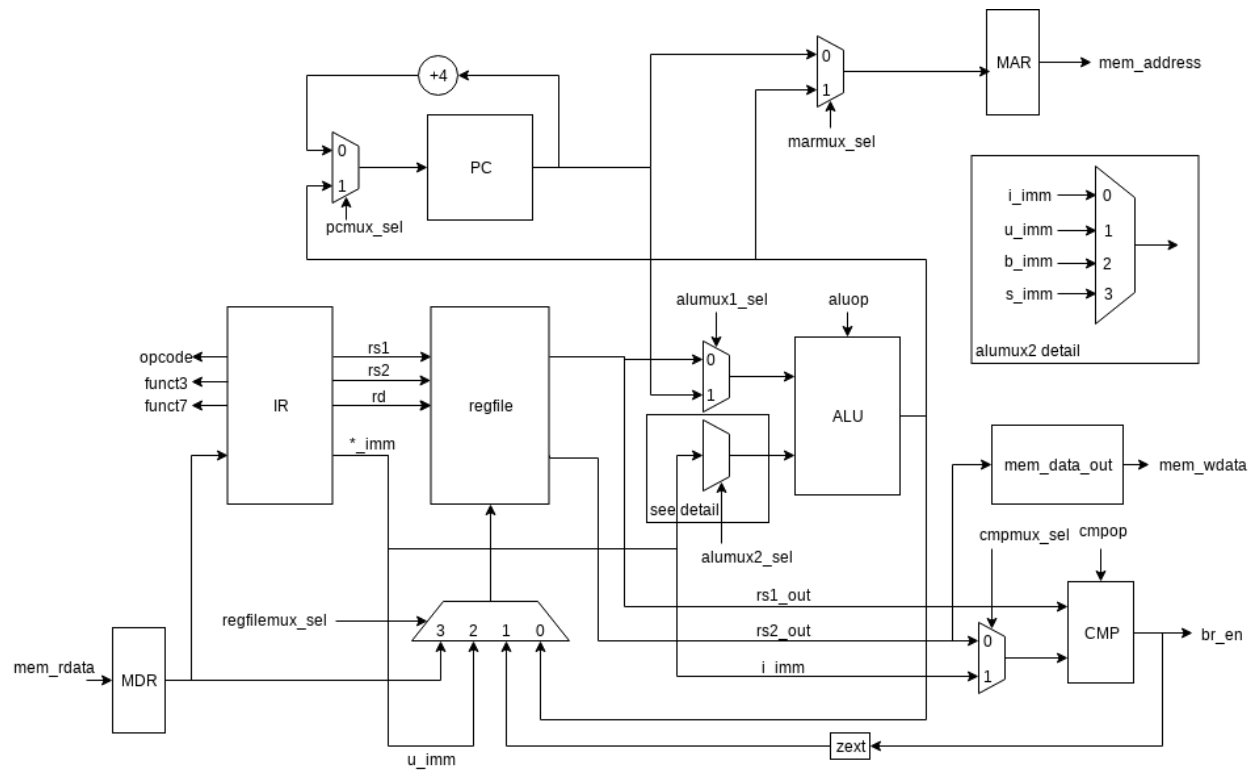 +4
0
1
pcmux_sel
PC
0
1
marmux_sel
MAR
mem_address
i_imm
u_imm
b_imm
s_imm
0
1
2
3
alumux2 detail
opcode
funct3
funct7
IR
rs1
rs2
rd
*_imm
regfile
alumux1_sel
0
1
aluop
ALU
see detail
alumux2_sel
mem_data_out
mem_wdata
cmpmux_sel
cmpop
rs1_out
rs2_out
i_imm
0
1
CMP
br_en
regfilemux_sel
3 2 1 0
mem_rdata
MDR
u_imm
zext